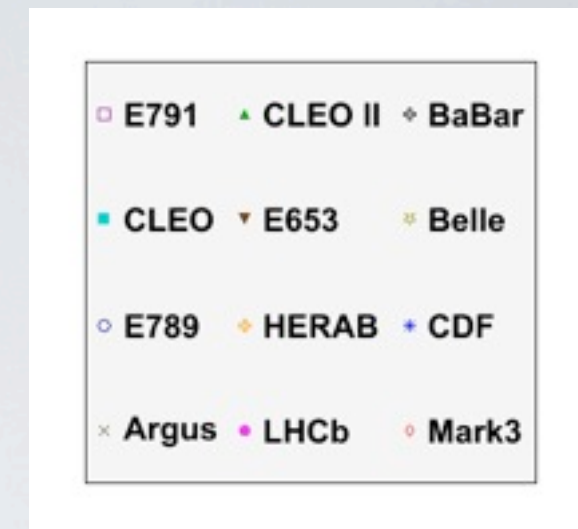 E791 CLEO II BaBar
CLEO E653 Belle
E789 HERAB CDF
Argus LHCb Mark3